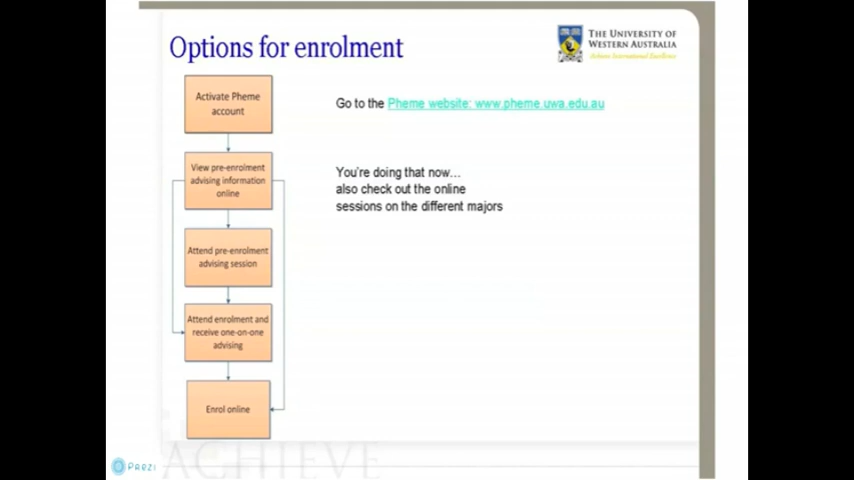 Options for enrolment
THE UNIVERSITY OF
WESTERN AUSTRALIA
Achieve International Excellence
Activate Pheme
account
Go to the Pheme website: www.pheme.uwa.edu.au
View pre-enrolment
advising information
online
You're doing that now...
also check out the online
sessions on the different majors
Attend pre-enrolment
advising session
Attend enrolment and
receive one-on-one
advising
Enrol online
ACHIEVE
Prezi